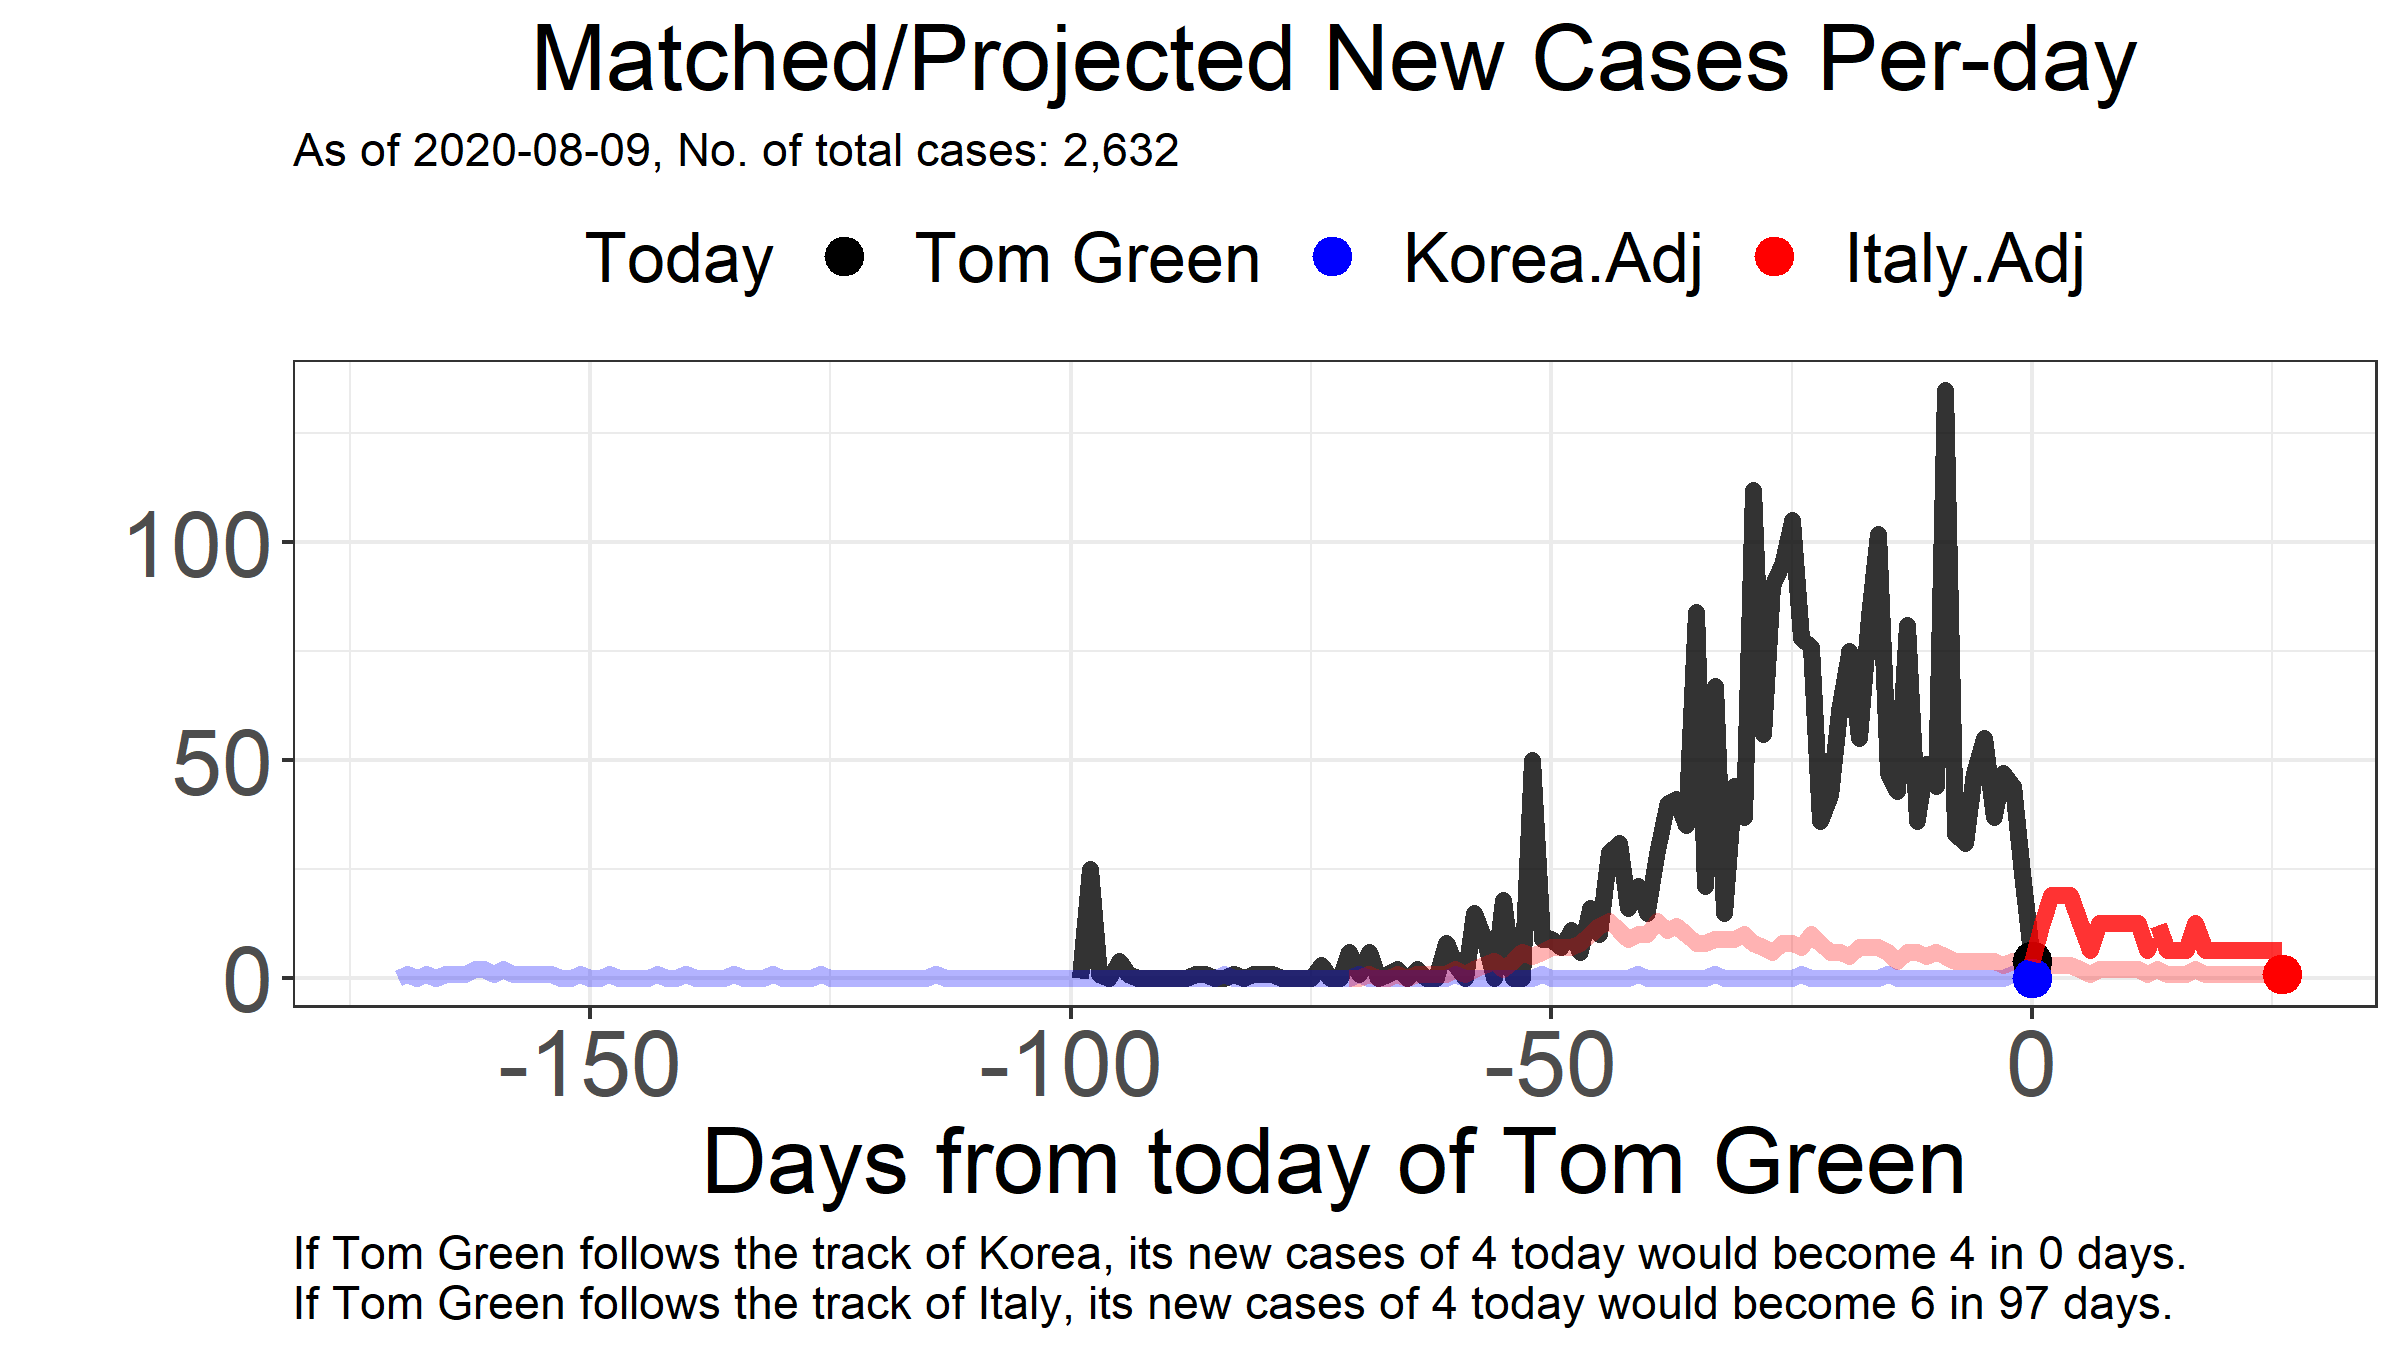 Matched/Projected New Cases Per-day
As of 2020-08-09, No. of total cases: 2,632
Today Tom Green Korea.Adj Italy.Adj
100
50
0
-150 -100 -50 0
Days from today of Tom Green
If Tom Green follows the track of Korea, its new cases of 4 today would become 4 in 0 days.
If Tom Green follows the track of Italy, its new cases of 4 today would become 6 in 97 days.